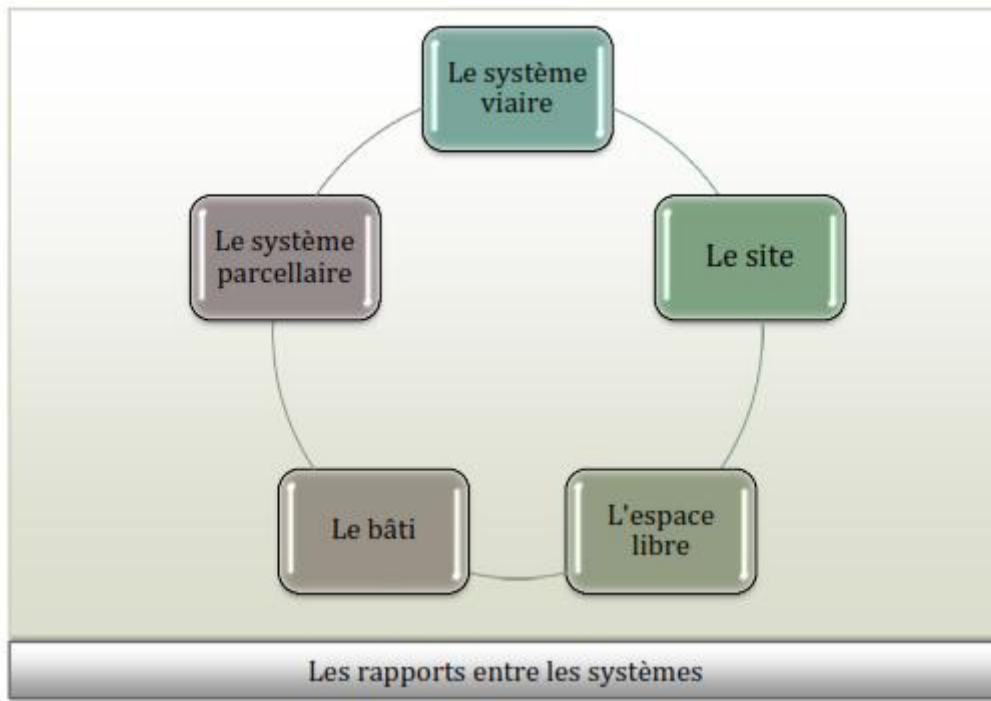 Le système
viaire
Le système
parcellaire
Le site
Le bâti
L'espace
libre
Les rapports entre les systèmes